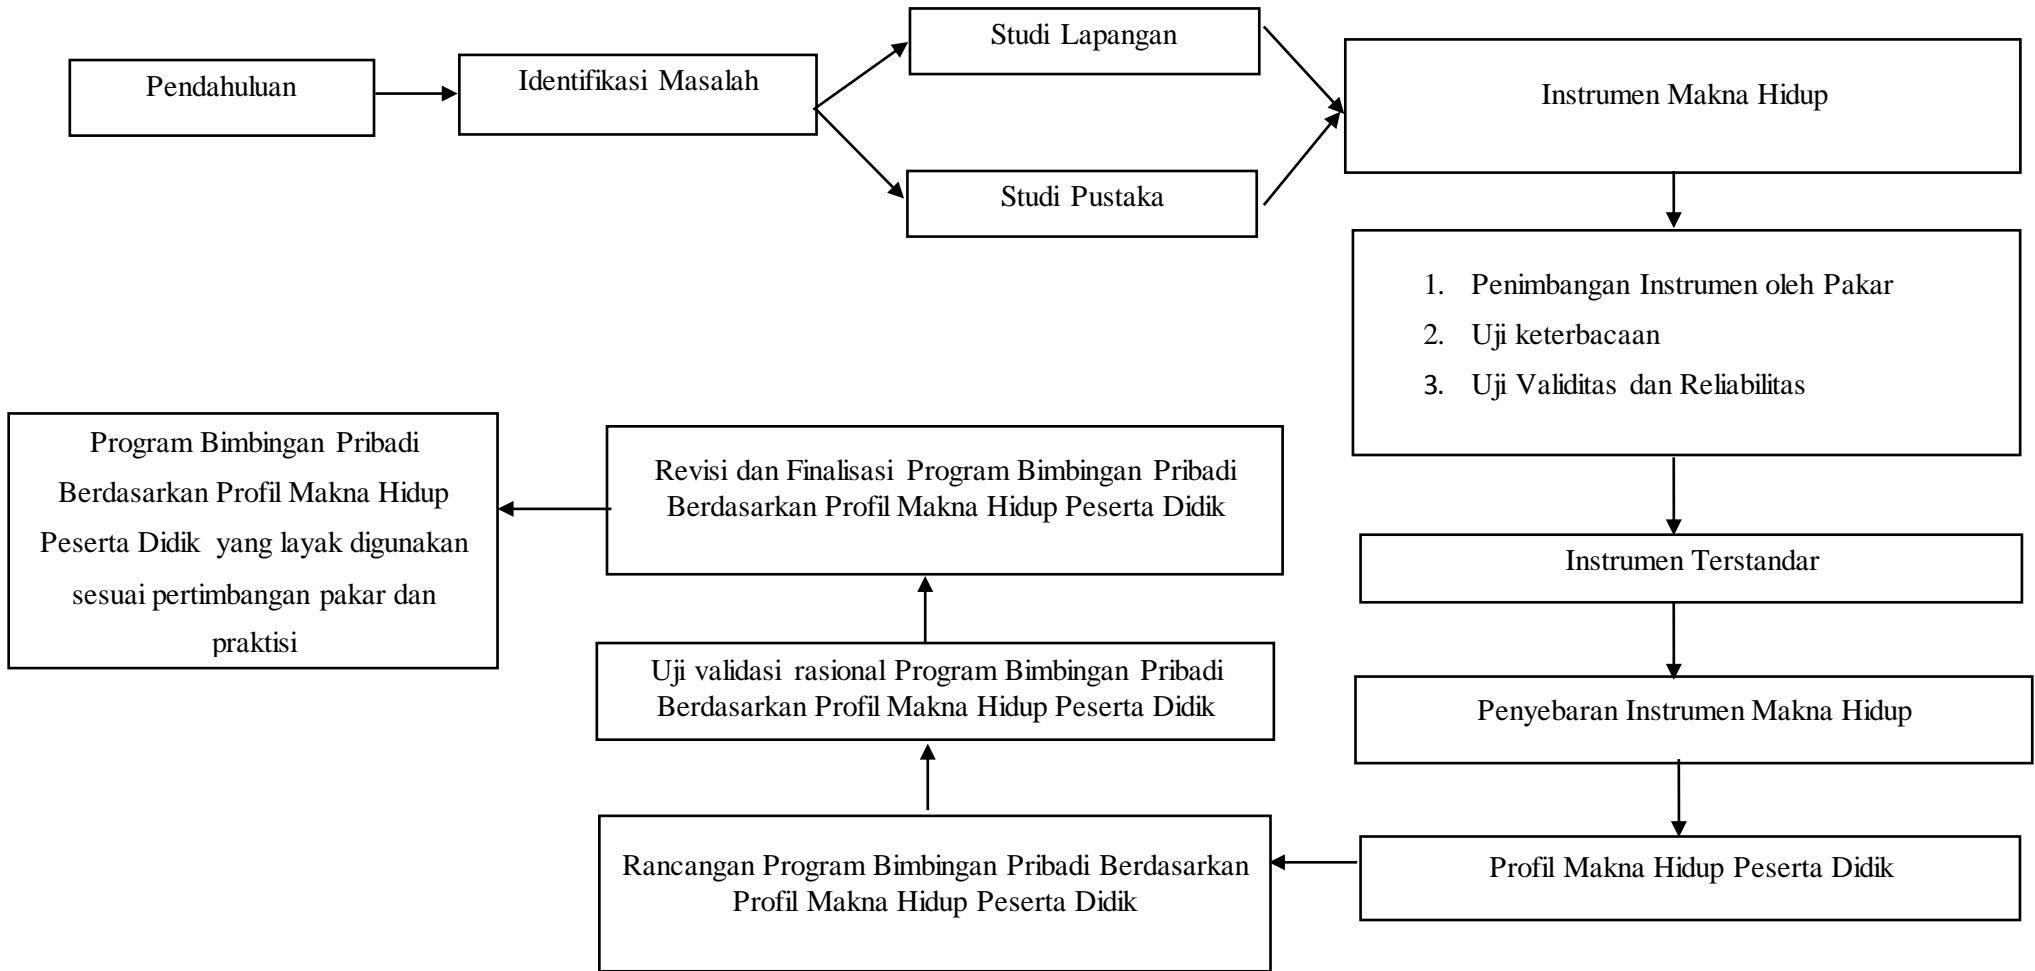 Pendahuluan
Identifikasi Masalah
Studi Lapangan
Studi Pustaka
Instrumen Makna Hidup
1. Penimbangan Instrumen oleh Pakar
2. Uji keterbacaan
3. Uji Validitas dan Reliabilitas
Instrumen Terstandar
Penyebaran Instrumen Makna Hidup
Profil Makna Hidup Peserta Didik
Rancangan Program Bimbingan Pribadi Berdasarkan
Profil Makna Hidup Peserta Didik
Uji validasi rasional Program Bimbingan Pribadi
Berdasarkan Profil Makna Hidup Peserta Didik
Revisi dan Finalisasi Program Bimbingan Pribadi
Berdasarkan Profil Makna Hidup Peserta Didik
Program Bimbingan Pribadi
Berdasarkan Profil Makna Hidup
Peserta Didik yang layak digunakan
sesuai pertimbangan pakar dan
praktisi